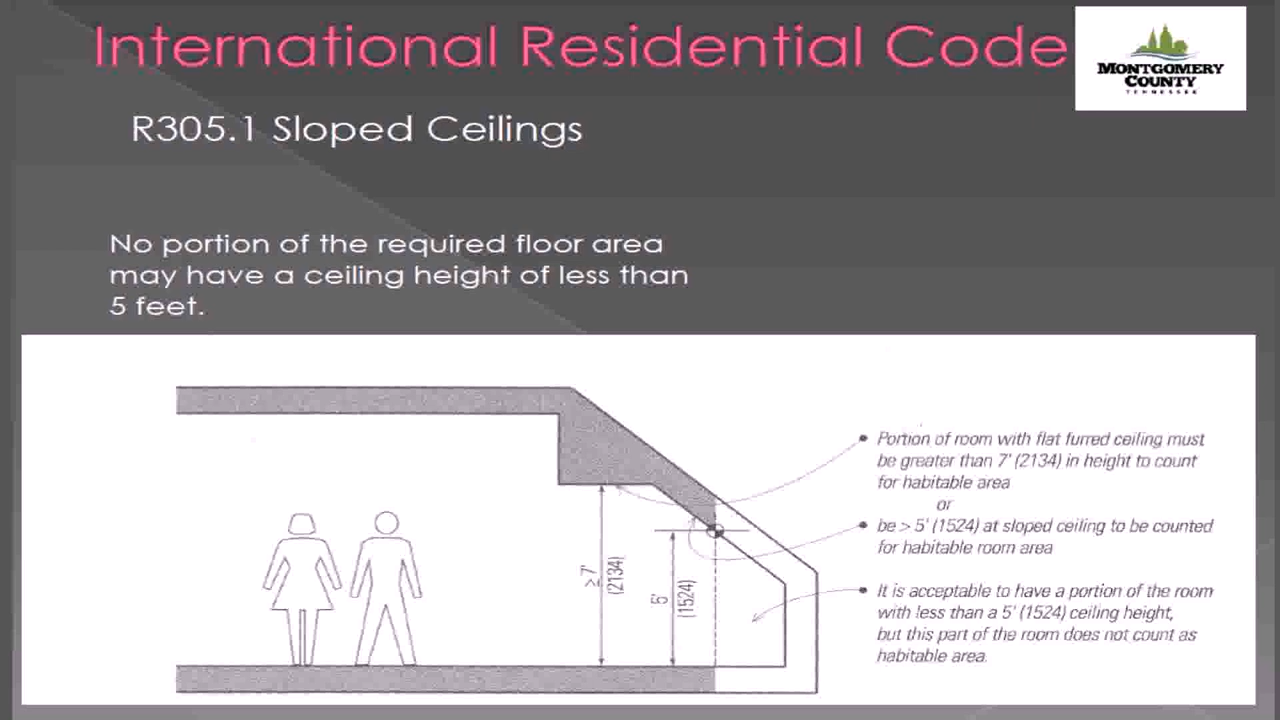 International Residential Code
MONTGOMERY
COUNTY
TENNESSEE
R305.1 Sloped Ceilings
No portion of the required floor area
may have a ceiling height of less than
5 feet.
Portion of room with flat furred ceiling must
be greater than 7' (2134) in height to count
for habitable area
or
be > 5' (1524) at sloped ceiling to be counted
for habitable room area
≥7'
(2134)
5'
(1524)
It is acceptable to have a portion of the room
with less than a 5' (1524) ceiling height,
but this part of the room does not count as
habitable area.